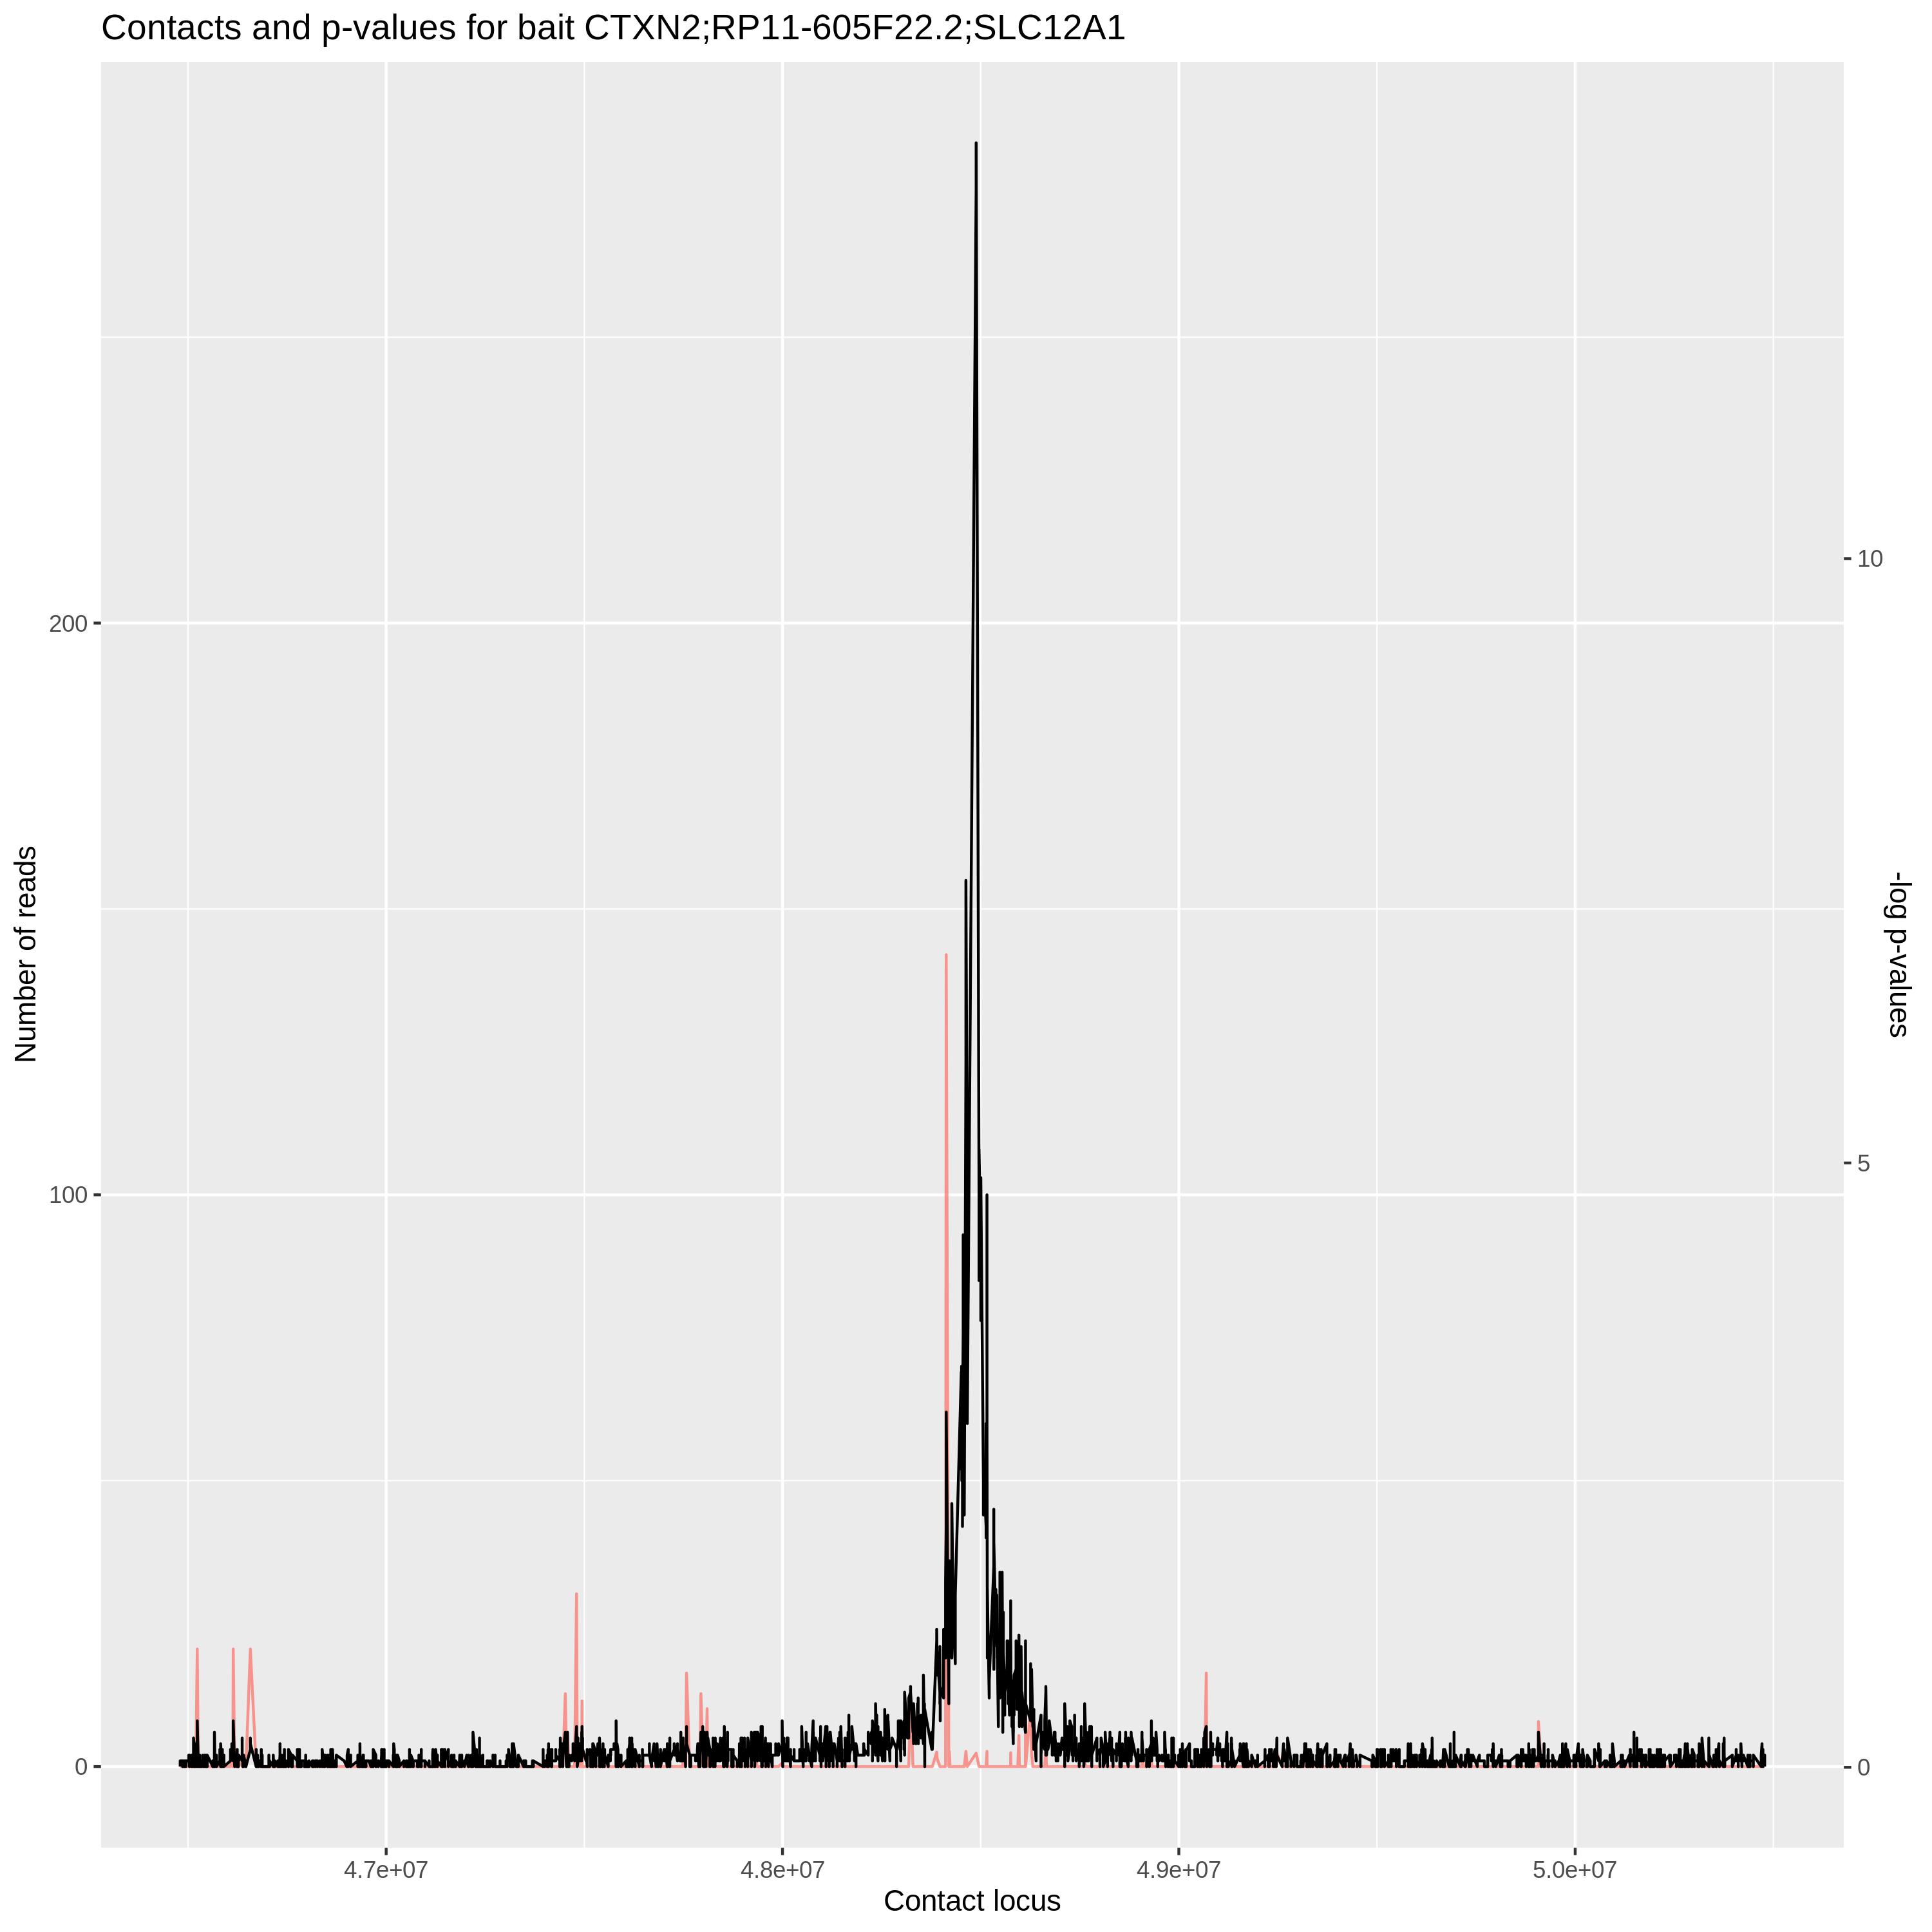 Contacts and p-values for bait CTXN2;RP11-605F22.2;SLC12A1
Number of reads
200
100
0
10
5
0
-log p-values
4.7e+07 4.8e+07 4.9e+07 5.0e+07
Contact locus